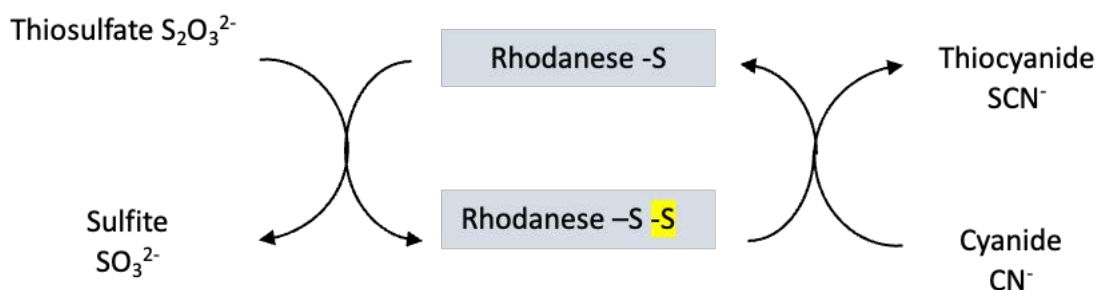 Thiosulfate S₂O₃²⁻
Rhodanese -S
Thiocyanide
SCN⁻
Sulfite
SO₃²⁻
Rhodanese –S -S
Cyanide
CN⁻